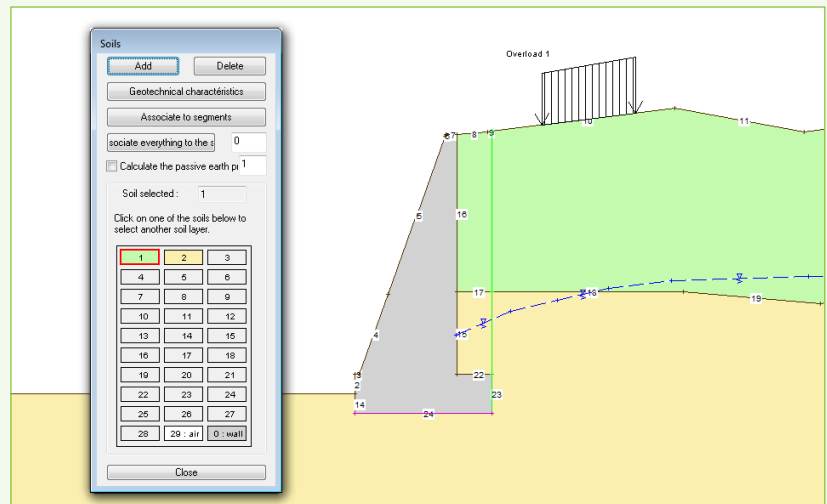 Soils
Add Delete
Geotechnical charactéristics
Associate to segments
sociate everything to the s 0
Calculate the passive earth pr 1
Soil selected : 1
Click on one of the soils below to
select another soil layer.
1 2 3
4 5 6
7 8 9
10 11 12
13 14 15
16 17 18
19 20 21
22 23 24
25 26 27
28 29 : air 0 : wall
Close
Overload 1
7 8 9 10 11
5 16
17 18 19
4 15
3 22
2 23
14 24